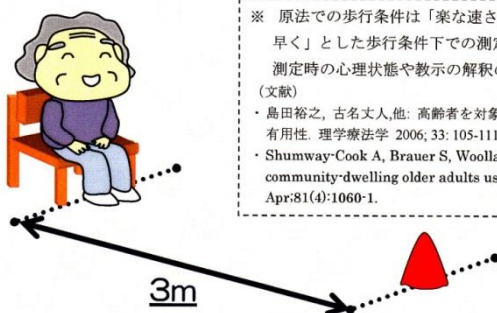 ※ 原法での歩行条件は「楽な速さ
早く」とした歩行条件下での測定
測定時の心理状態や教示の解釈の
(文献)
・島田裕之, 古名丈人,他: 高齢者を対象
有用性. 理学療法学 2006; 33: 105-111
・Shumway-Cook A, Brauer S, Woolla
community-dwelling older adults us
Apr;81(4):1060-1.
3m